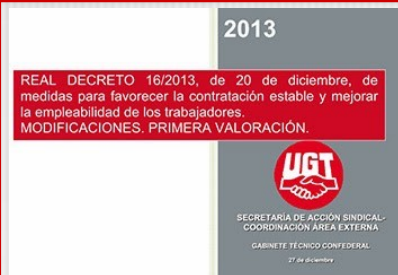 2013
REAL DECRETO 16/2013, de 20 de diciembre, de
medidas para favorecer la contratación estable y mejorar
la empleabilidad de los trabajadores.
MODIFICACIONES. PRIMERA VALORACIÓN.
UGT
SECRETARÍA DE ACCIÓN SINDICAL-
COORDINACIÓN ÁREA EXTERNA
GABINETE TÉCNICO CONFEDERAL
27 de diciembre